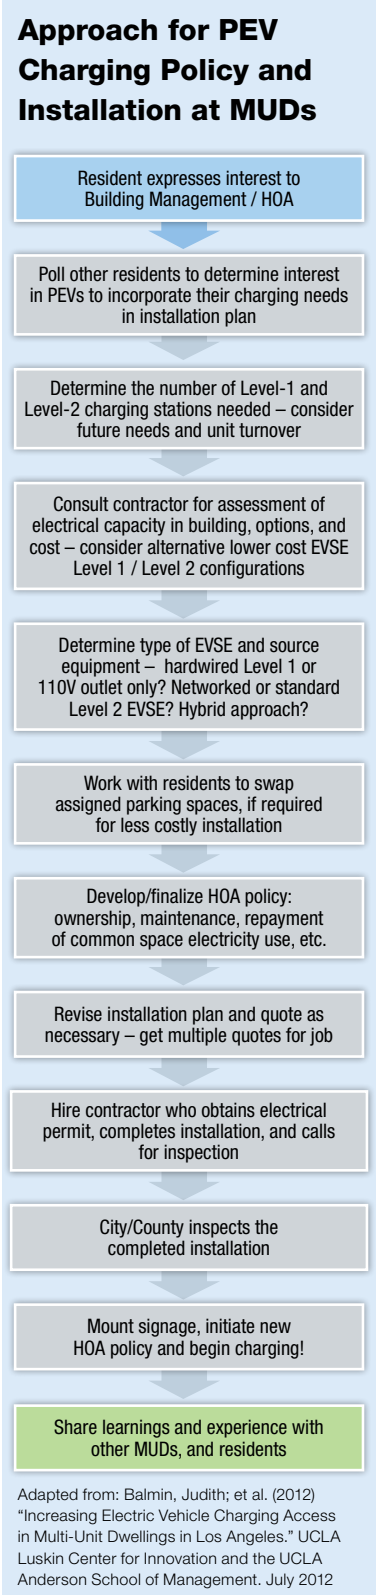 Approach for PEV
Charging Policy and
Installation at MUDs
Resident expresses interest to
Building Management / HOA
Poll other residents to determine interest
in PEVs to incorporate their charging needs
in installation plan
Determine the number of Level-1 and
Level-2 charging stations needed – consider
future needs and unit turnover
Consult contractor for assessment of
electrical capacity in building, options, and
cost – consider alternative lower cost EVSE
Level 1 / Level 2 configurations
Determine type of EVSE and source
equipment – hardwired Level 1 or
110V outlet only? Networked or standard
Level 2 EVSE? Hybrid approach?
Work with residents to swap
assigned parking spaces, if required
for less costly installation
Develop/finalize HOA policy:
ownership, maintenance, repayment
of common space electricity use, etc.
Revise installation plan and quote as
necessary – get multiple quotes for job
Hire contractor who obtains electrical
permit, completes installation, and calls
for inspection
City/County inspects the
completed installation
Mount signage, initiate new
HOA policy and begin charging!
Share learnings and experience with
other MUDs, and residents
Adapted from: Balmin, Judith; et al. (2012)
“Increasing Electric Vehicle Charging Access
in Multi-Unit Dwellings in Los Angeles.” UCLA
Luskin Center for Innovation and the UCLA
Anderson School of Management. July 2012